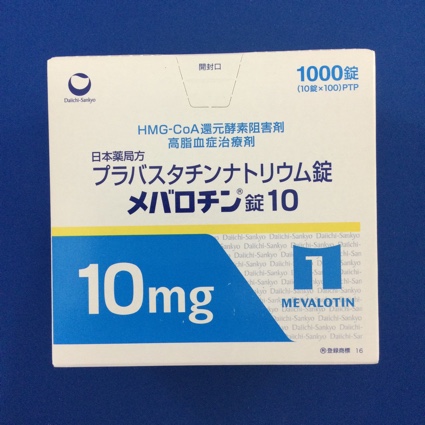 開封口
Daiichi-Sankyo
1000錠
(10錠×100)PTP
HMG-CoA還元酵素阻害剤
高脂血症治療剤
日本薬局方
プラバスタチンナトリウム錠
メバロチン®錠10
10mg
1
MEVALOTIN
Ⓡ登録商標 16